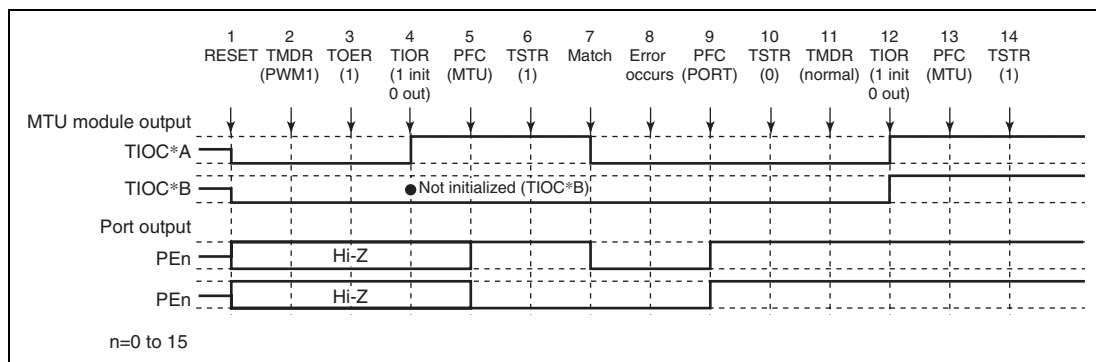 1 2 3 4 5 6 7 8 9 10 11 12 13 14
RESET TMDR TOER TIOR PFC TSTR Match Error PFC TSTR TMDR TIOR PFC TSTR
(PWM1) (1) (1 init (MTU) (1) occurs (PORT) (0) (normal) (1 init (MTU) (1)
0 out) 0 out)
MTU module output
TIOC*A
TIOC*B ●Not initialized (TIOC*B)
Port output
PEn Hi-Z
PEn Hi-Z
n=0 to 15